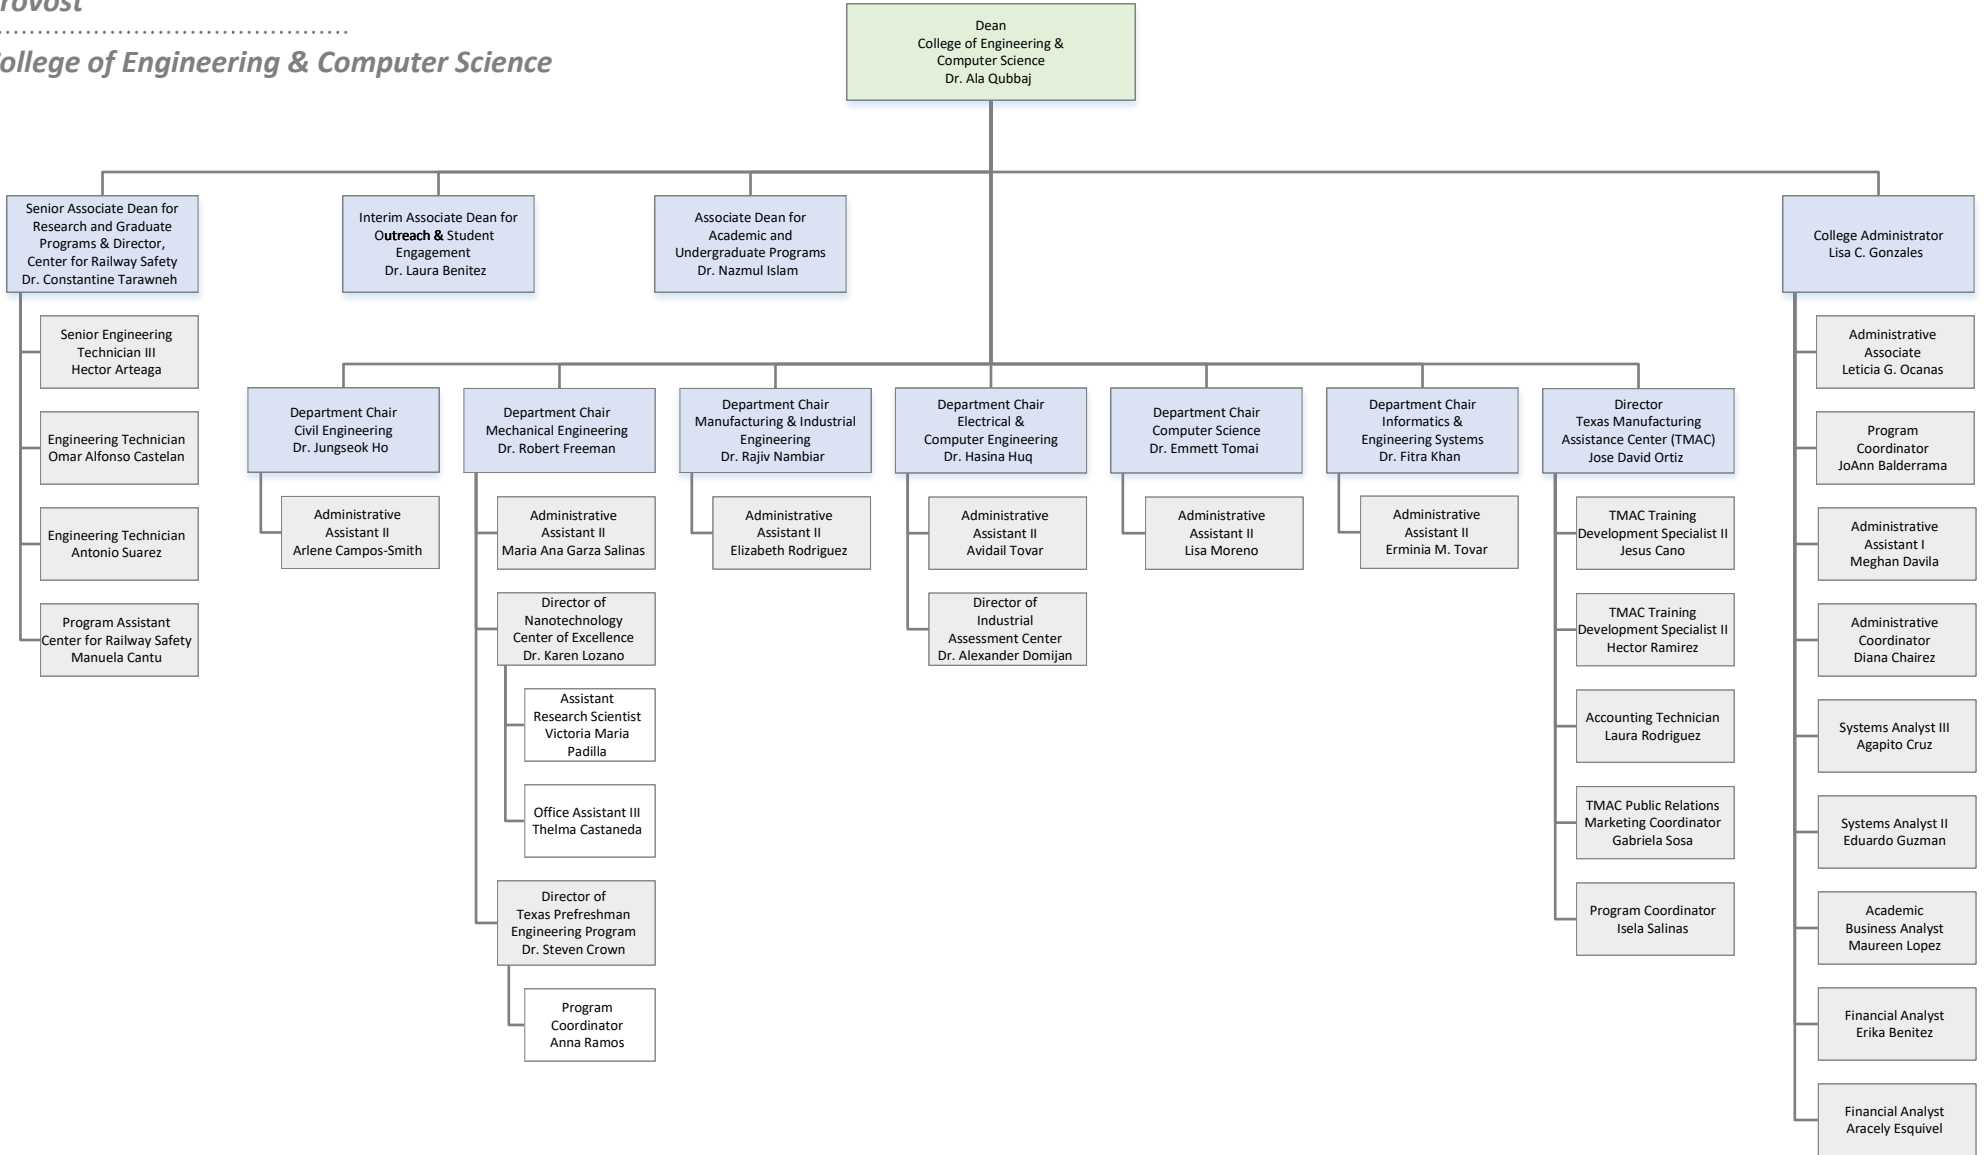 College of Engineering & Computer Science
Dean
College of Engineering &
Computer Science
Dr. Ala Qubbaj
Senior Associate Dean for
Research and Graduate
Programs & Director,
Center for Railway Safety
Dr. Constantine Tarawneh
Interim Associate Dean for
Outreach & Student
Engagement
Dr. Laura Benitez
Associate Dean for
Academic and
Undergraduate Programs
Dr. Nazmul Islam
College Administrator
Lisa C. Gonzales
Senior Engineering
Technician III
Hector Arteaga
Engineering Technician
Omar Alfonso Castelan
Engineering Technician
Antonio Suarez
Program Assistant
Center for Railway Safety
Manuela Cantu
Department Chair
Civil Engineering
Dr. Jungseok Ho
Administrative
Assistant II
Arlene Campos-Smith
Department Chair
Mechanical Engineering
Dr. Robert Freeman
Administrative
Assistant II
Maria Ana Garza Salinas
Director of
Nanotechnology
Center of Excellence
Dr. Karen Lozano
Assistant
Research Scientist
Victoria Maria
Padilla
Office Assistant III
Thelma Castaneda
Director of
Texas Prefreshman
Engineering Program
Dr. Steven Crown
Program
Coordinator
Anna Ramos
Department Chair
Manufacturing & Industrial
Engineering
Dr. Rajiv Nambiar
Administrative
Assistant II
Elizabeth Rodriguez
Department Chair
Electrical &
Computer Engineering
Dr. Hasina Huq
Administrative
Assistant II
Avidail Tovar
Director of
Industrial
Assessment Center
Dr. Alexander Domijan
Department Chair
Computer Science
Dr. Emmett Tomai
Administrative
Assistant II
Lisa Moreno
Department Chair
Informatics &
Engineering Systems
Dr. Fitra Khan
Administrative
Assistant II
Erminia M. Tovar
Director
Texas Manufacturing
Assistance Center (TMAC)
Jose David Ortiz
TMAC Training
Development Specialist II
Jesus Cano
TMAC Training
Development Specialist II
Hector Ramirez
Accounting Technician
Laura Rodriguez
TMAC Public Relations
Marketing Coordinator
Gabriela Sosa
Program Coordinator
Isela Salinas
Administrative
Associate
Leticia G. Ocanas
Program
Coordinator
JoAnn Balderrama
Administrative
Assistant I
Meghan Davila
Administrative
Coordinator
Diana Chairez
Systems Analyst III
Agapito Cruz
Systems Analyst II
Eduardo Guzman
Academic
Business Analyst
Maureen Lopez
Financial Analyst
Erika Benitez
Financial Analyst
Aracely Esquivel